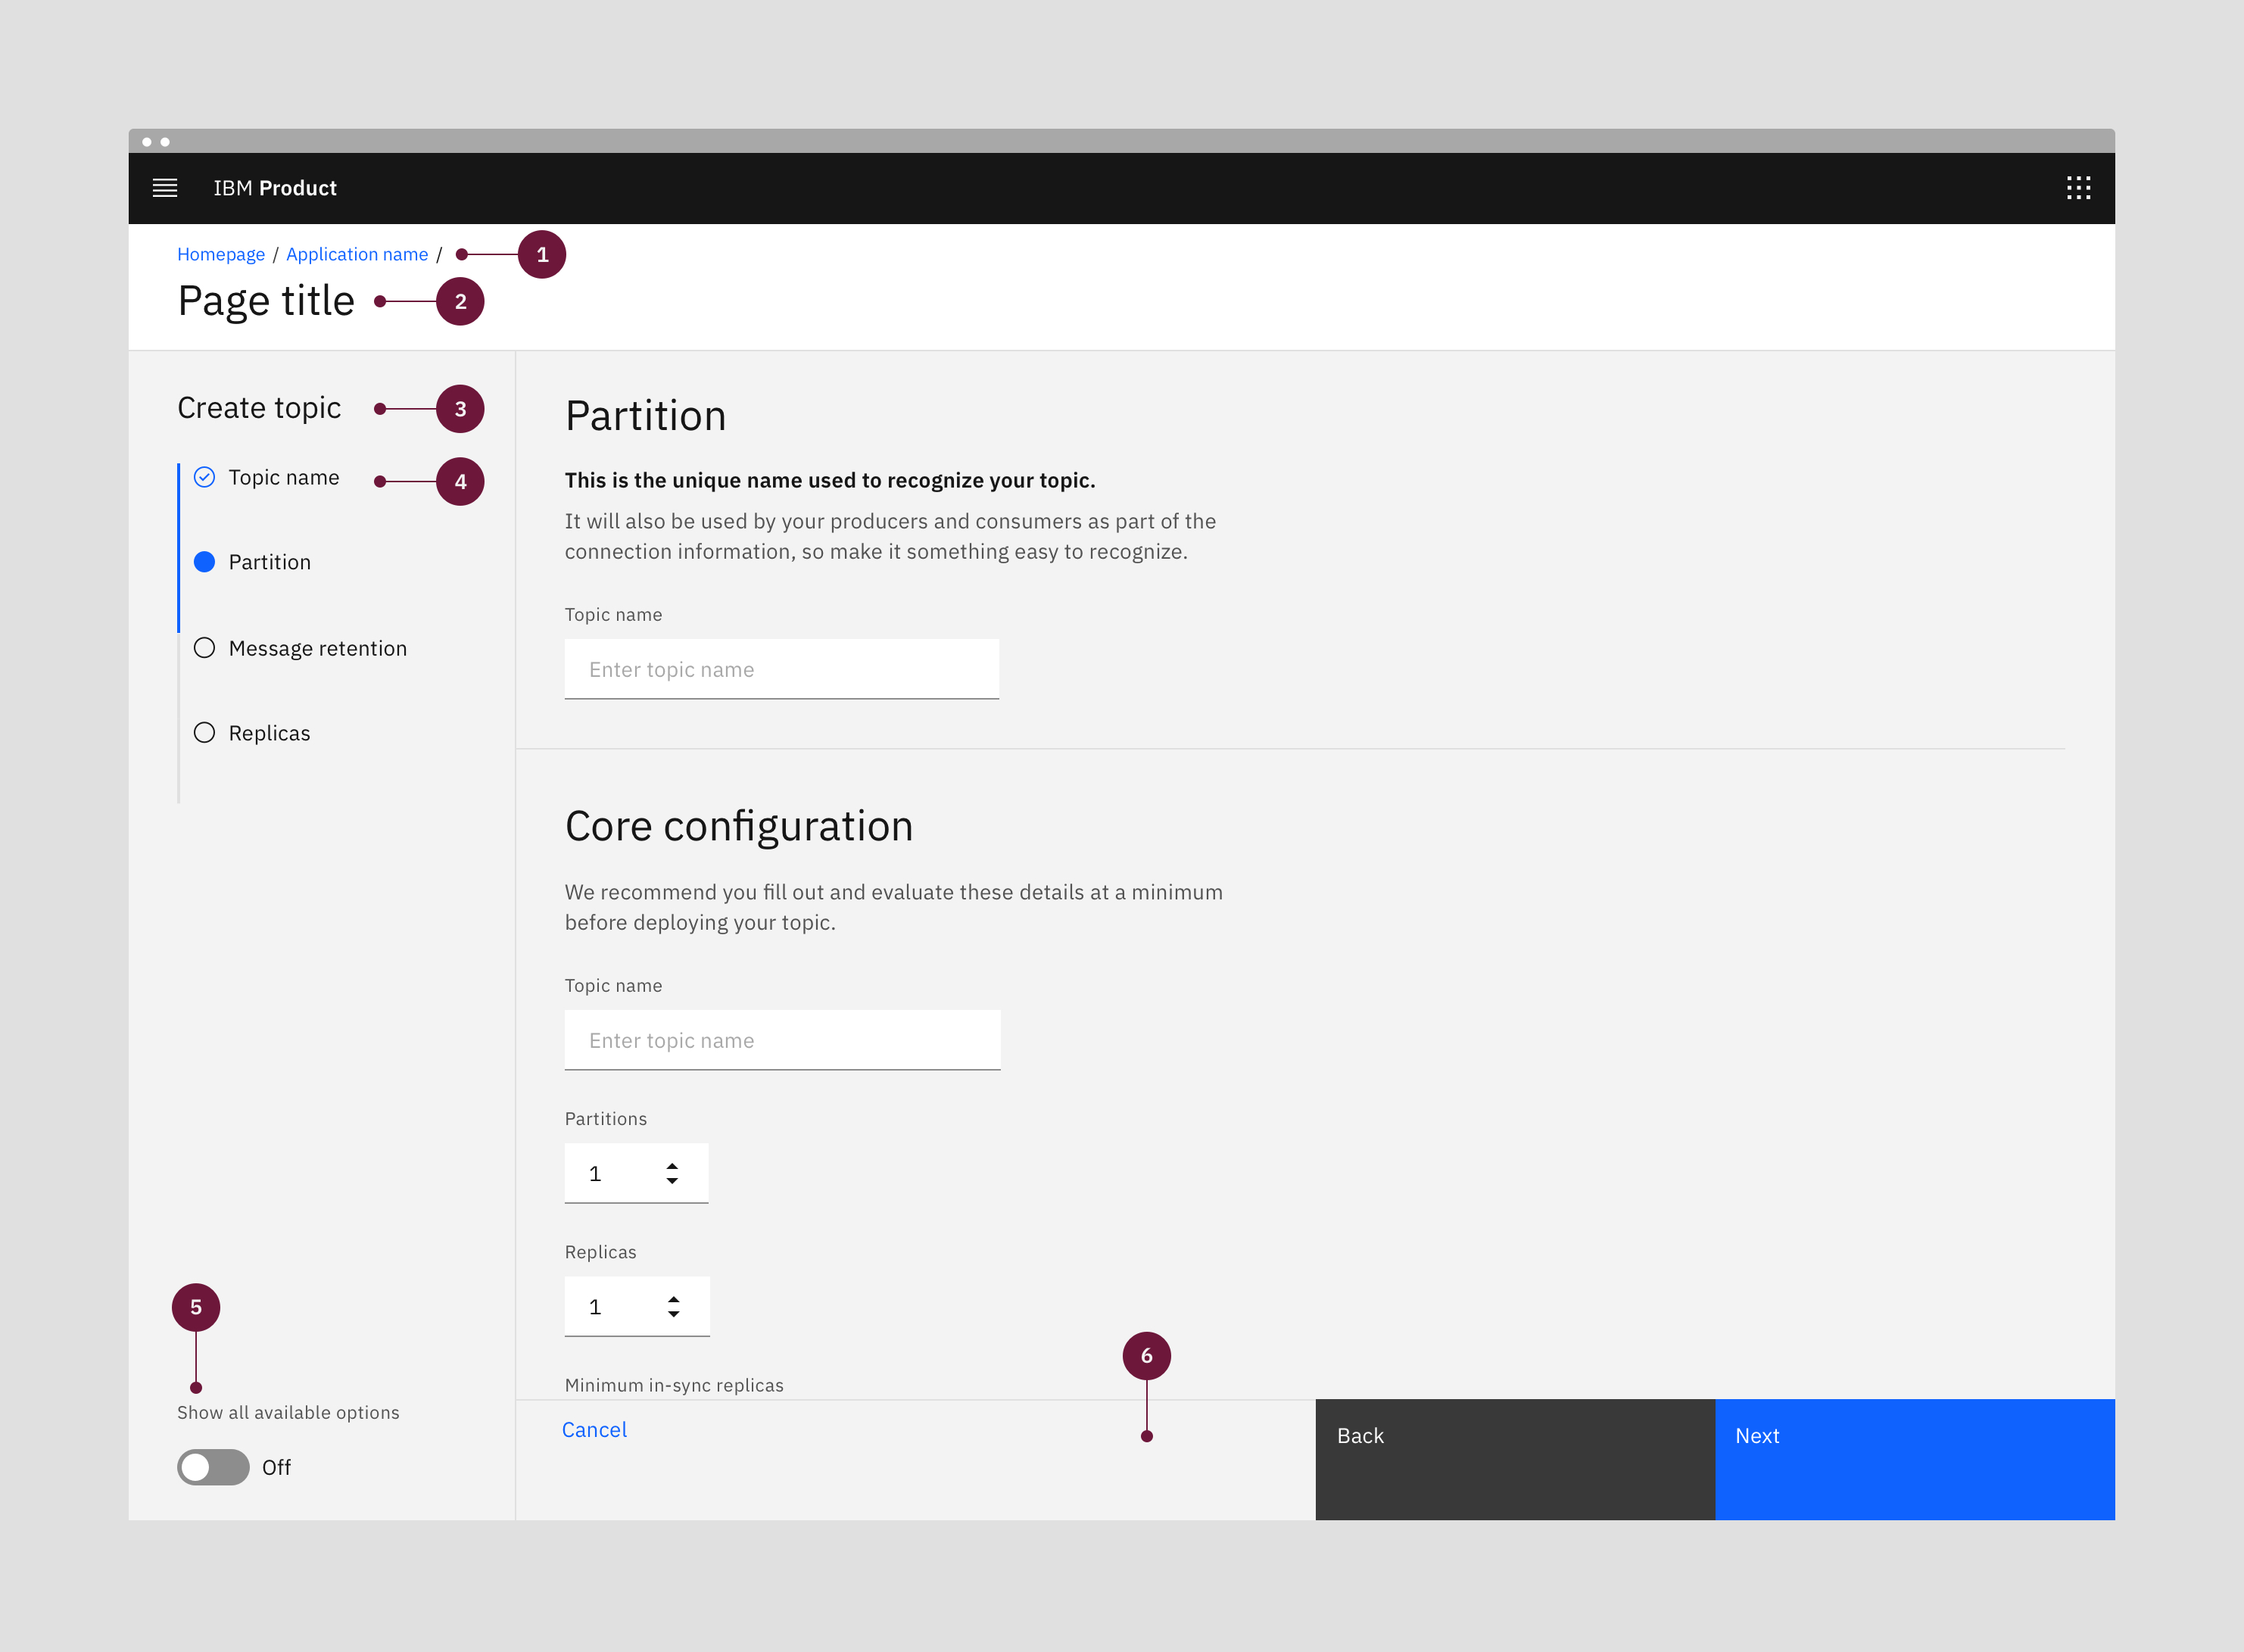 IBM Product
Homepage / Application name /
1
Page title
2
Create topic
3
Topic name
4
Partition
Message retention
Replicas
5
Show all available options
Off
Partition
This is the unique name used to recognize your topic.
It will also be used by your producers and consumers as part of the
connection information, so make it something easy to recognize.
Topic name
Enter topic name
Core configuration
We recommend you fill out and evaluate these details at a minimum
before deploying your topic.
Topic name
Enter topic name
Partitions
1
Replicas
1
Minimum in-sync replicas
6
Cancel
Back
Next